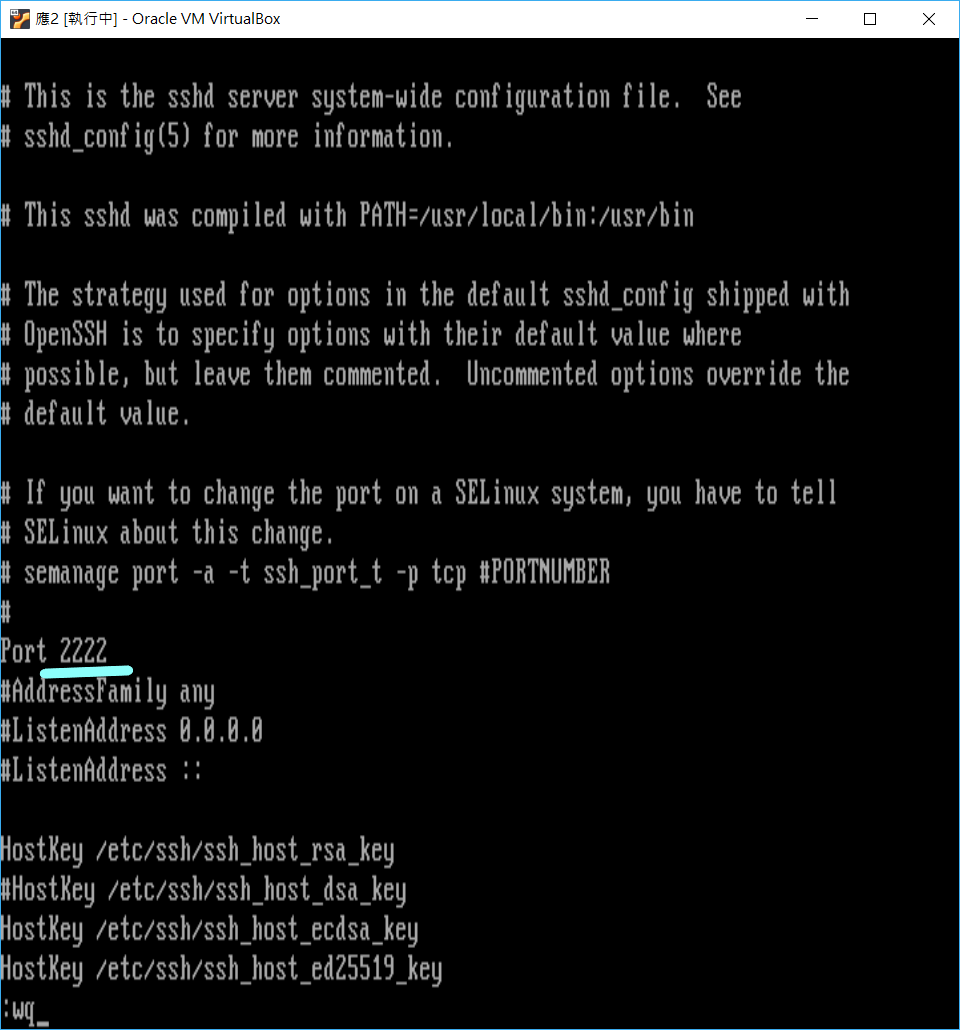 應2 [執行中] - Oracle VM VirtualBox
# This is the sshd server system-wide configuration file.  See
# sshd_config(5) for more information.
# This sshd was compiled with PATH=/usr/local/bin:/usr/bin
# The strategy used for options in the default sshd_config shipped with
# OpenSSH is to specify options with their default value where
# possible, but leave them commented.  Uncommented options override the
# default value.
# If you want to change the port on a SELinux system, you have to tell
# SELinux about this change.
# semanage port -a -t ssh_port_t -p tcp #PORTNUMBER
#
Port 2222
#AddressFamily any
#ListenAddress 0.0.0.0
#ListenAddress ::
HostKey /etc/ssh/ssh_host_rsa_key
#HostKey /etc/ssh/ssh_host_dsa_key
HostKey /etc/ssh/ssh_host_ecdsa_key
HostKey /etc/ssh/ssh_host_ed25519_key
:wq_